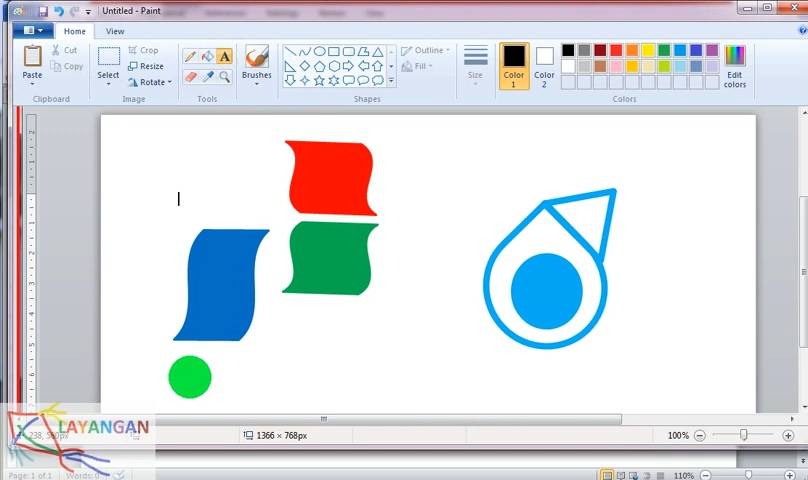 Untitled - Paint
Home View
Paste
Cut
Copy
Clipboard
Select
Crop
Resize
Rotate
Image
A
Tools
Brushes
Outline
Fill
Shapes
Size
Color 1
Color 2
Edit colors
Colors
LAYANGAN
1366 × 768px
100%
Page: 1 of 1 Words: 0
110%